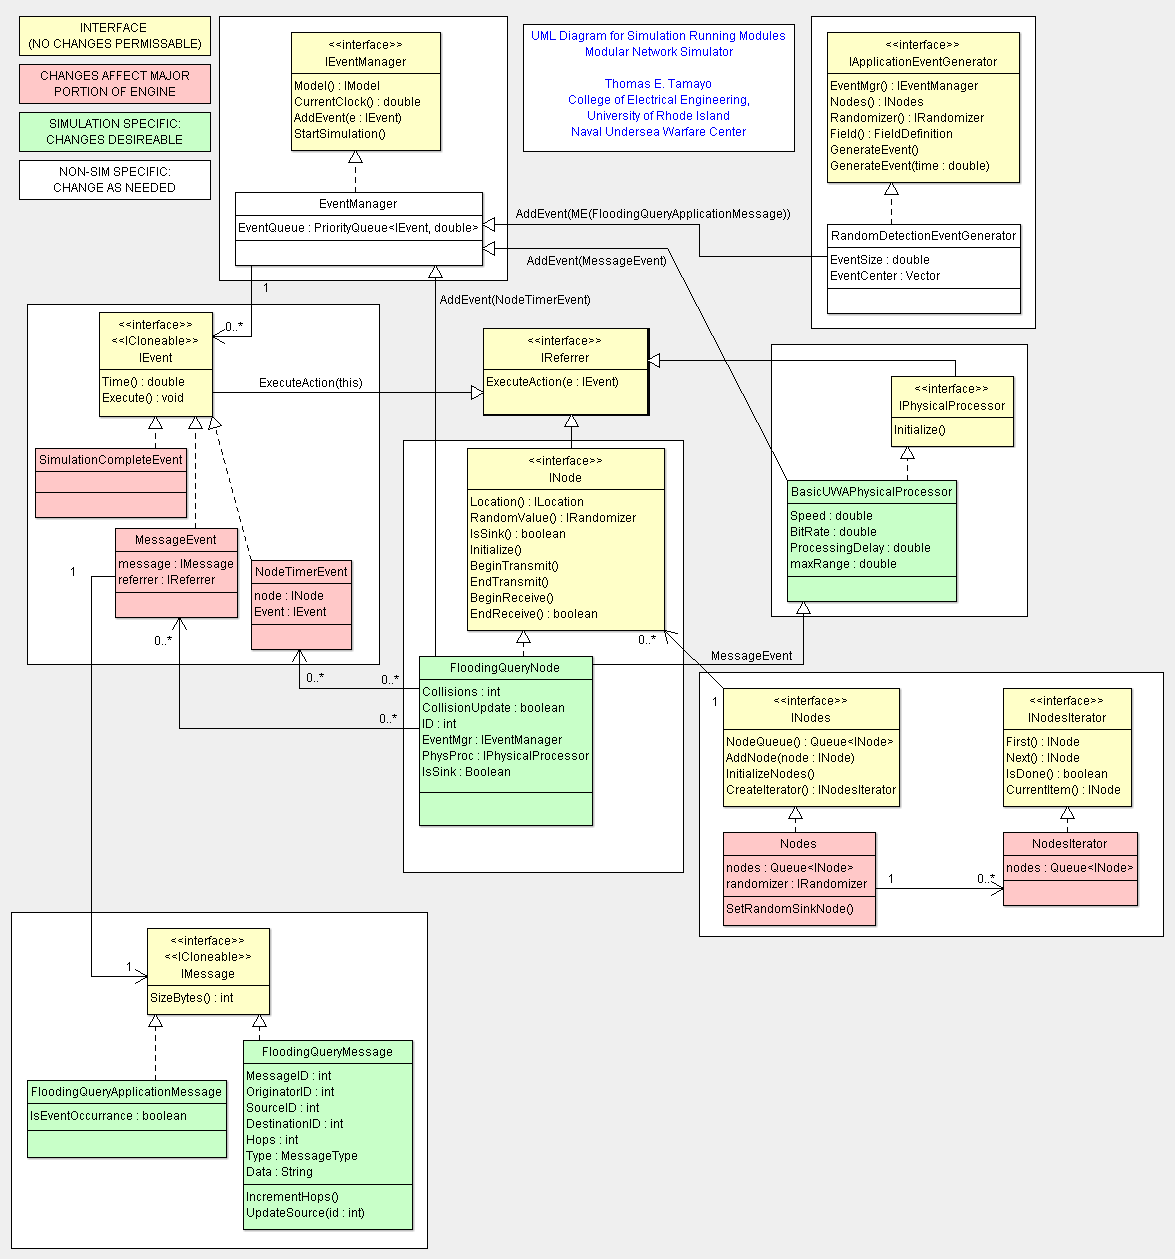 INTERFACE
(NO CHANGES PERMISSABLE)
CHANGES AFFECT MAJOR
PORTION OF ENGINE
SIMULATION SPECIFIC:
CHANGES DESIREABLE
NON-SIM SPECIFIC:
CHANGE AS NEEDED
<<interface>>
IEventManager
Model() : IModel
CurrentClock() : double
AddEvent(e : IEvent)
StartSimulation()
EventManager
EventQueue : PriorityQueue<IEvent, double>
UML Diagram for Simulation Running Modules
Modular Network Simulator
Thomas E. Tamayo
College of Electrical Engineering,
University of Rhode Island
Naval Undersea Warfare Center
<<interface>>
IApplicationEventGenerator
EventMgr() : IEventManager
Nodes() : INodes
Randomizer() : IRandomizer
Field() : FieldDefinition
GenerateEvent()
GenerateEvent(time : double)
RandomDetectionEventGenerator
EventSize : double
EventCenter : Vector
AddEvent(ME(FloodingQueryApplicationMessage))
AddEvent(MessageEvent)
AddEvent(NodeTimerEvent)
1
0..*
<<interface>>
<<ICloneable>>
IEvent
Time() : double
Execute() : void
ExecuteAction(this)
<<interface>>
IReferrer
ExecuteAction(e : IEvent)
<<interface>>
IPhysicalProcessor
Initialize()
SimulationCompleteEvent
MessageEvent
message : IMessage
referrer : IReferrer
NodeTimerEvent
node : INode
Event : IEvent
1
0..*
0..*
0..*
0..*
<<interface>>
INode
Location() : ILocation
RandomValue() : IRandomizer
IsSink() : boolean
Initialize()
BeginTransmit()
EndTransmit()
BeginReceive()
EndReceive() : boolean
BasicUWAPhysicalProcessor
Speed : double
BitRate : double
ProcessingDelay : double
maxRange : double
0..*
MessageEvent
1
FloodingQueryNode
Collisions : int
CollisionUpdate : boolean
ID : int
EventMgr : IEventManager
PhysProc : IPhysicalProcessor
IsSink : Boolean
<<interface>>
INodes
NodeQueue() : Queue<INode>
AddNode(node : INode)
InitializeNodes()
CreateIterator() : INodesIterator
<<interface>>
INodesIterator
First() : INode
Next() : INode
IsDone() : boolean
CurrentItem() : INode
Nodes
nodes : Queue<INode>
randomizer : IRandomizer
SetRandomSinkNode()
1
0..*
NodesIterator
nodes : Queue<INode>
1
<<interface>>
<<ICloneable>>
IMessage
SizeBytes() : int
FloodingQueryApplicationMessage
IsEventOccurrance : boolean
FloodingQueryMessage
MessageID : int
OriginatorID : int
SourceID : int
DestinationID : int
Hops : int
Type : MessageType
Data : String
IncrementHops()
UpdateSource(id : int)